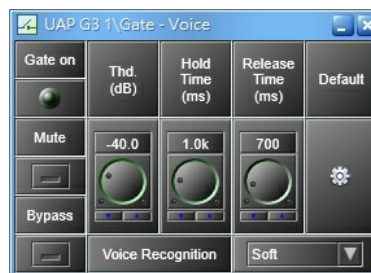 UAP G3 1\Gate - Voice
Gate on
Thd.
(dB)
Hold
Time
(ms)
Release
Time
(ms)
Default
Mute
-40.0
1.0k
700
Bypass
Voice Recognition
Soft